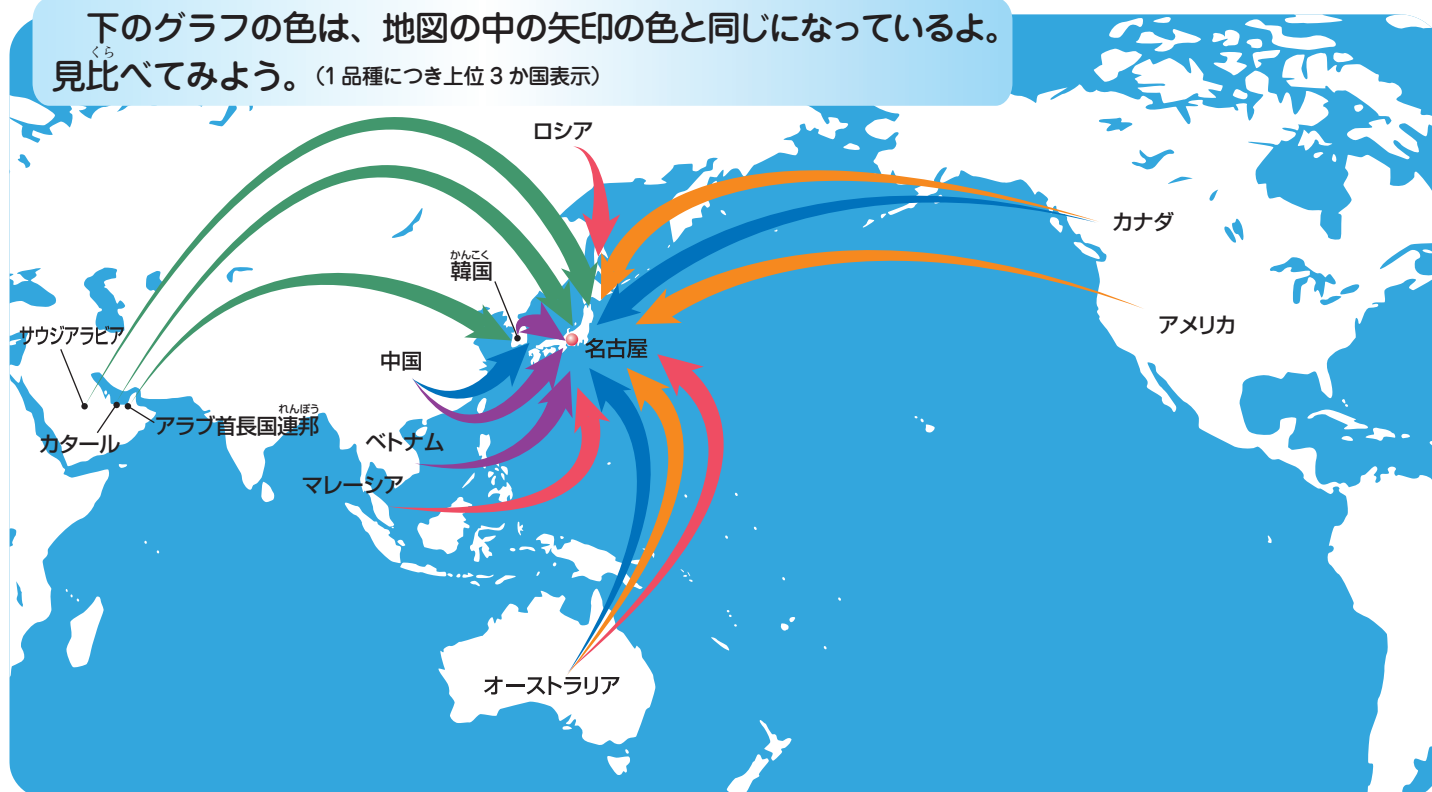 下のグラフの色は、地図の中の矢印の色と同じになっているよ。
くら
見比べてみよう。（1品種につき上位3か国表示）
ロシア
カナダ
かんこく
韓国
アメリカ
サウジアラビア
名古屋
中国
れんぽう
アラブ首長国連邦
カタール
ベトナム
マレーシア
オーストラリア